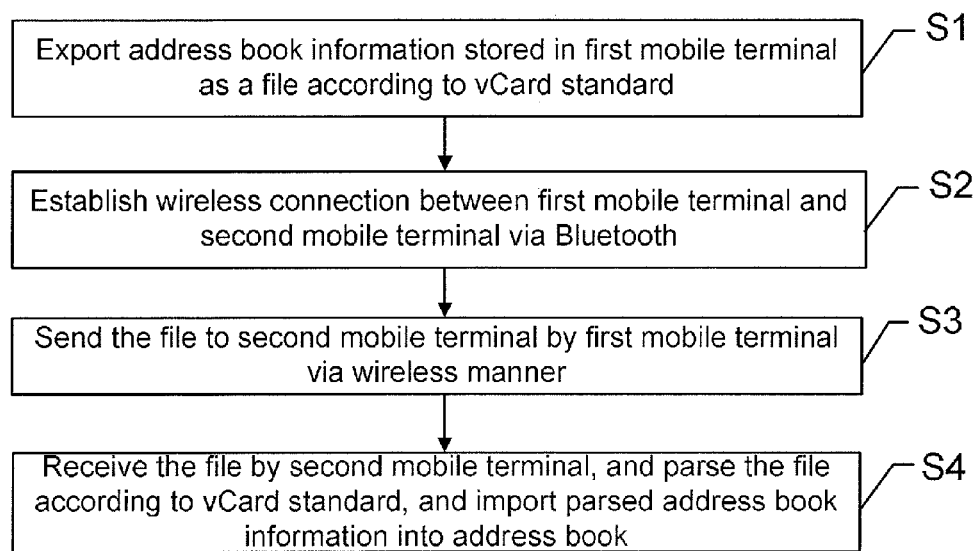 Export address book information stored in first mobile terminal
as a file according to vCard standard
S1
Establish wireless connection between first mobile terminal and
second mobile terminal via Bluetooth
S2
Send the file to second mobile terminal by first mobile terminal
via wireless manner
S3
Receive the file by second mobile terminal, and parse the file
according to vCard standard, and import parsed address book
information into address book
S4